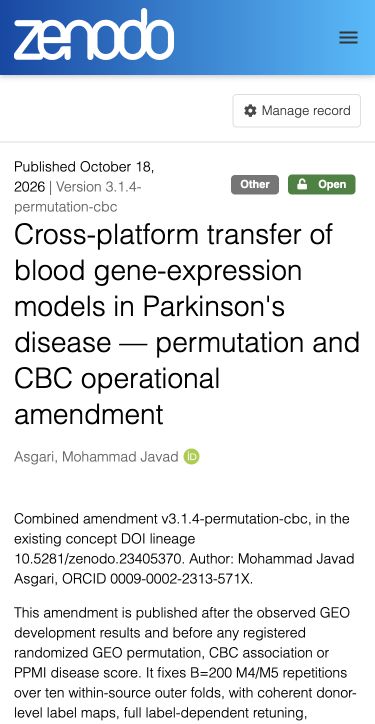 zenodo
Manage record
Published October 18,
2026 | Version 3.1.4-
permutation-cbc
Other
Open
Cross-platform transfer of
blood gene-expression
models in Parkinson's
disease — permutation and
CBC operational
amendment
Asgari, Mohammad Javad iD
Combined amendment v3.1.4-permutation-cbc, in the
existing concept DOI lineage
10.5281/zenodo.23405370. Author: Mohammad Javad
Asgari, ORCID 0009-0002-2313-571X.
This amendment is published after the observed GEO
development results and before any registered
randomized GEO permutation, CBC association or
PPMI disease score. It fixes B=200 M4/M5 repetitions
over ten within-source outer folds, with coherent donor-
level label maps, full label-dependent retuning,